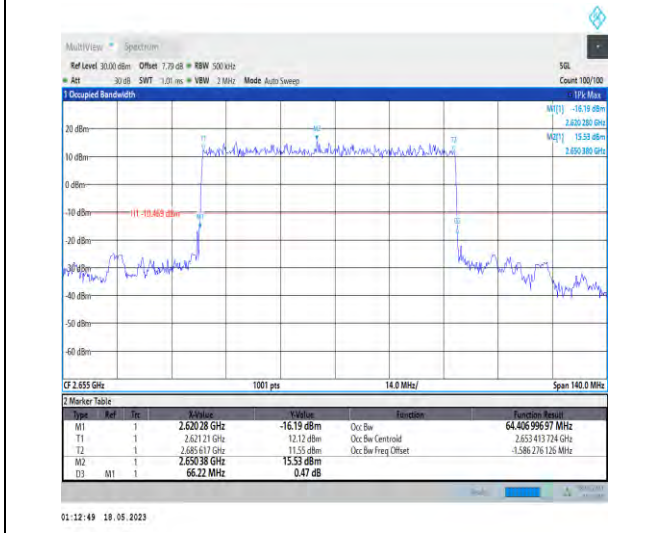 MultiView Spectrum
Ref Level 30.00 dBm Offset 7.79 dB RBW 500 kHz SGL
Att 30 dB SWT 1.01 ms VBW 2 MHz Mode Auto Sweep Count 100/100
1 Occupied Bandwidth 1Pk Max
M1[1] -16.19 dBm
2.620 280 GHz
20 dBm M2[1] 15.53 dBm
2.650 380 GHz
T1 M2 T2
10 dBm
0 dBm
-10 dBm H1 -10.469 dBm
M1 D3
-20 dBm
-30 dBm
-40 dBm
-50 dBm
-60 dBm
CF 2.655 GHz 1001 pts 14.0 MHz/ Span 140.0 MHz
2 Marker Table
Type Ref Trc X-Value Y-Value Function Function Result
M1 1 2.620 28 GHz -16.19 dBm Occ Bw 64.406 996 97 MHz
T1 1 2.621 21 GHz 12.12 dBm Occ Bw Centroid 2.653 413 724 GHz
T2 1 2.685 617 GHz 11.55 dBm Occ Bw Freq Offset -1.586 276 126 MHz
M2 1 2.650 38 GHz 15.53 dBm
D3 M1 1 66.22 MHz 0.47 dB
01:12:49 18.05.2023